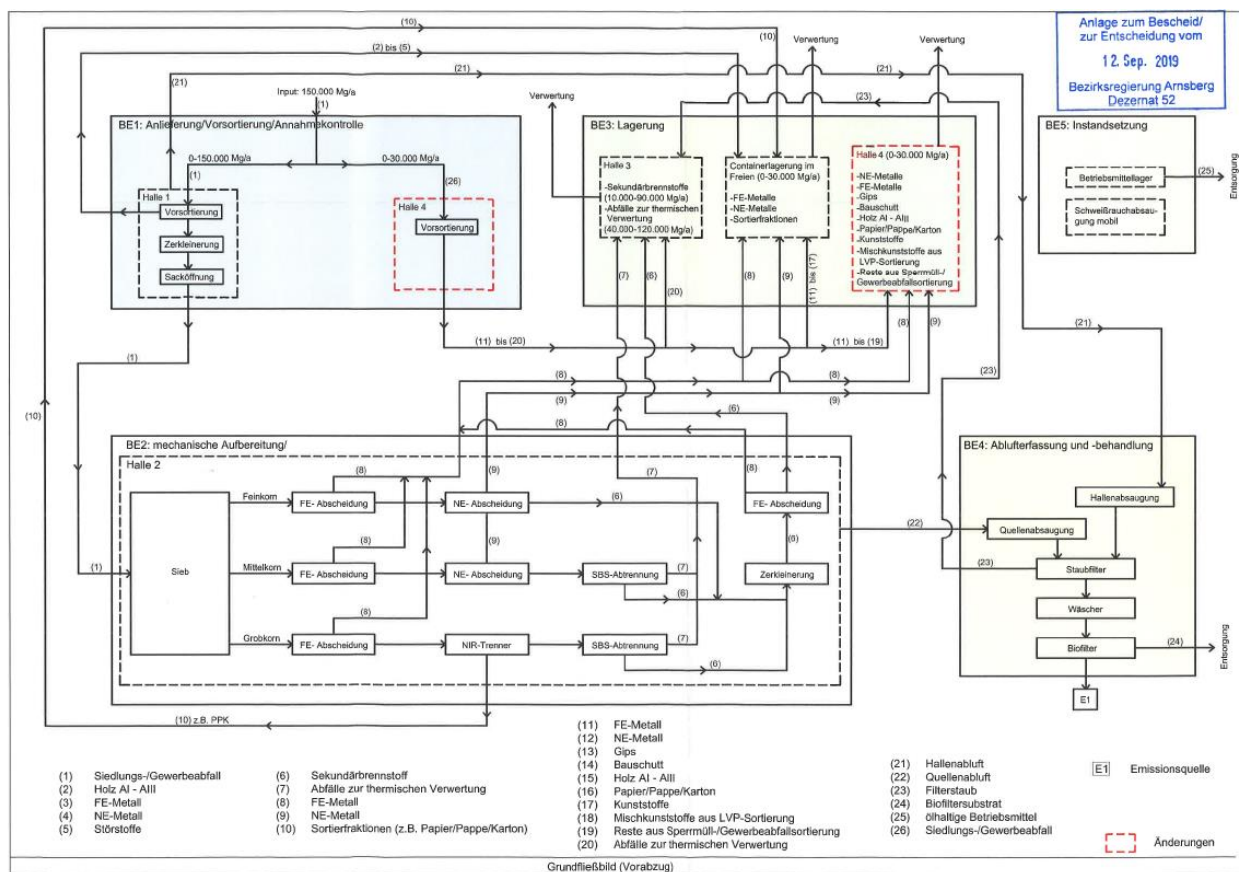 (10)
(10)
Verwertung
Verwertung
Anlage zum Bescheid/
zur Entscheidung vom
12. Sep. 2019
Bezirksregierung Arnsberg
Dezernat 52
(2) bis (5)
(21)
(21)
(21)
Input: 150.000 Mg/a
(1)
Verwertung
(23)
BE1: Anlieferung/Vorsortierung/Annahmekontrolle
0-150.000 Mg/a
0-30.000 Mg/a
(1)
(26)
Halle 1
Vorsortierung
Zerkleinerung
Sacköffnung
Halle 4
Vorsortierung
BE3: Lagerung
Halle 3
-Sekundärbrennstoffe
(10.000-90.000 Mg/a)
-Abfälle zur thermischen
Verwertung
(40.000-120.000 Mg/a)
Containerlagerung im
Freien (0-30.000 Mg/a)
-FE-Metalle
-NE-Metalle
-Sortierfraktionen
Halle 4 (0-30.000 Mg/a)
-NE-Metalle
-FE-Metalle
-Gips
-Bauschutt
-Holz AI - AIII
-Papier/Pappe/Karton
-Kunststoffe
-Mischkunststoffe aus
LVP-Sortierung
-Reste aus Sperrmüll-/
Gewerbeabfallsortierung
BE5: Instandsetzung
Betriebsmittellager
(25)
Entsorgung
Schweißrauchabsau-
gung mobil
(7)
(6)
(20)
(8)
(9)
(11) bis (17)
(8)
(9)
(21)
(1)
(11) bis (20)
(11) bis (19)
(23)
(8)
(8)
(9)
(9)
(10)
(6)
(8)
BE2: mechanische Aufbereitung/
Halle 2
(8)
(9)
(7)
(8)
Feinkorn
FE- Abscheidung
NE- Abscheidung
(6)
FE- Abscheidung
(8)
(9)
(6)
(1)
Sieb
Mittelkorn
FE- Abscheidung
NE- Abscheidung
SBS-Abtrennung
(7)
Zerkleinerung
(6)
(8)
Grobkorn
FE- Abscheidung
NIR-Trenner
SBS-Abtrennung
(7)
(6)
(10) z.B. PPK
BE4: Ablufterfassung und -behandlung
Hallenabsaugung
(22)
Quellenabsaugung
(23)
Staubfilter
Wäscher
Biofilter
(24)
Entsorgung
E1
(1) Siedlungs-/Gewerbeabfall
(2) Holz AI - AIII
(3) FE-Metall
(4) NE-Metall
(5) Störstoffe
(6) Sekundärbrennstoff
(7) Abfälle zur thermischen Verwertung
(8) FE-Metall
(9) NE-Metall
(10) Sortierfraktionen (z.B. Papier/Pappe/Karton)
(11) FE-Metall
(12) NE-Metall
(13) Gips
(14) Bauschutt
(15) Holz AI - AIII
(16) Papier/Pappe/Karton
(17) Kunststoffe
(18) Mischkunststoffe aus LVP-Sortierung
(19) Reste aus Sperrmüll-/Gewerbeabfallsortierung
(20) Abfälle zur thermischen Verwertung
(21) Hallenabluft
(22) Quellenabluft
(23) Filterstaub
(24) Biofiltersubstrat
(25) ölhaltige Betriebsmittel
(26) Siedlungs-/Gewerbeabfall
E1 Emissionsquelle
Änderungen
Grundfließbild (Vorabzug)